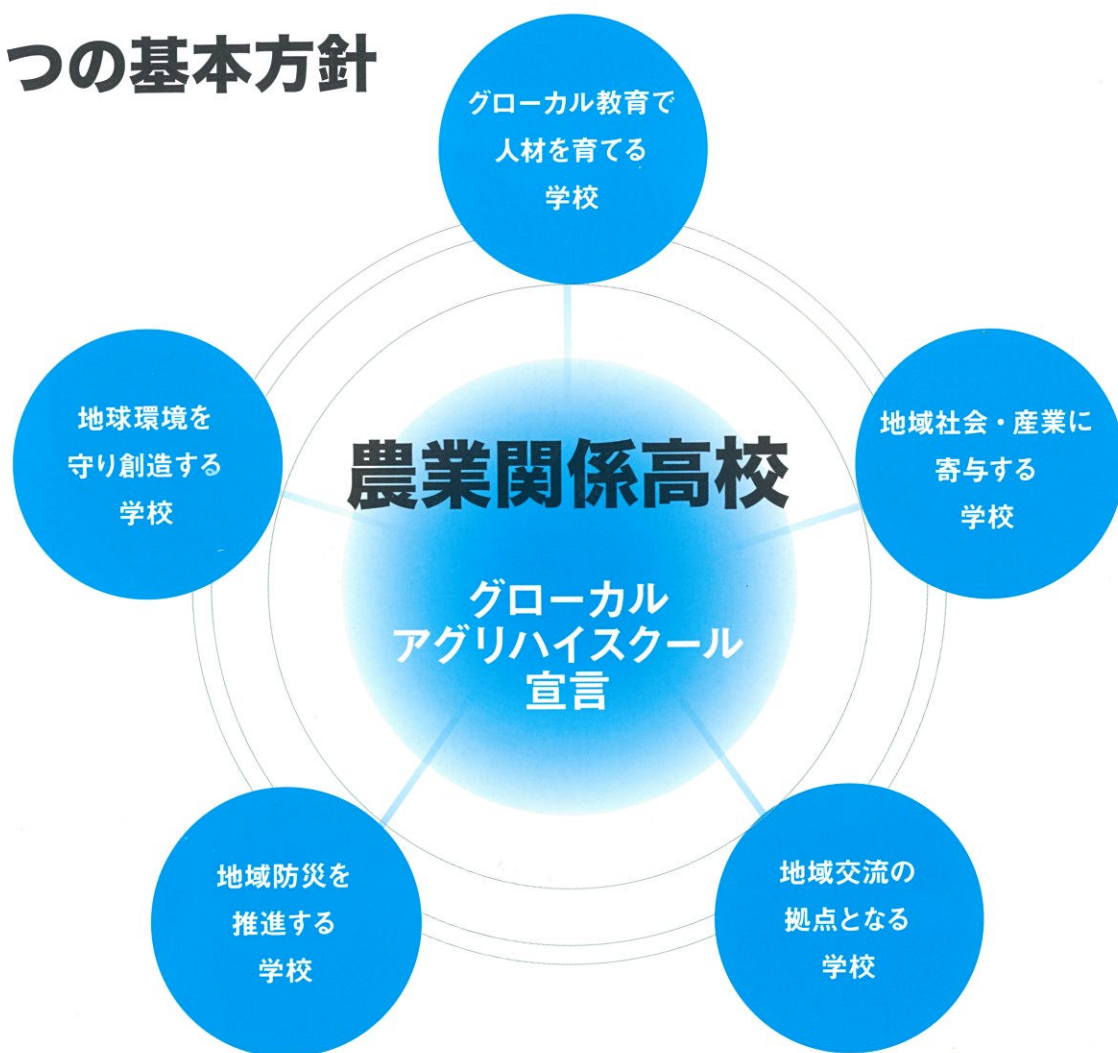 つの基本方針
グローカル教育で
人材を育てる
学校
地球環境を
守り創造する
学校
地域社会・産業に
寄与する
学校
農業関係高校
グローカル
アグリハイスクール
宣言
地域防災を
推進する
学校
地域交流の
拠点となる
学校